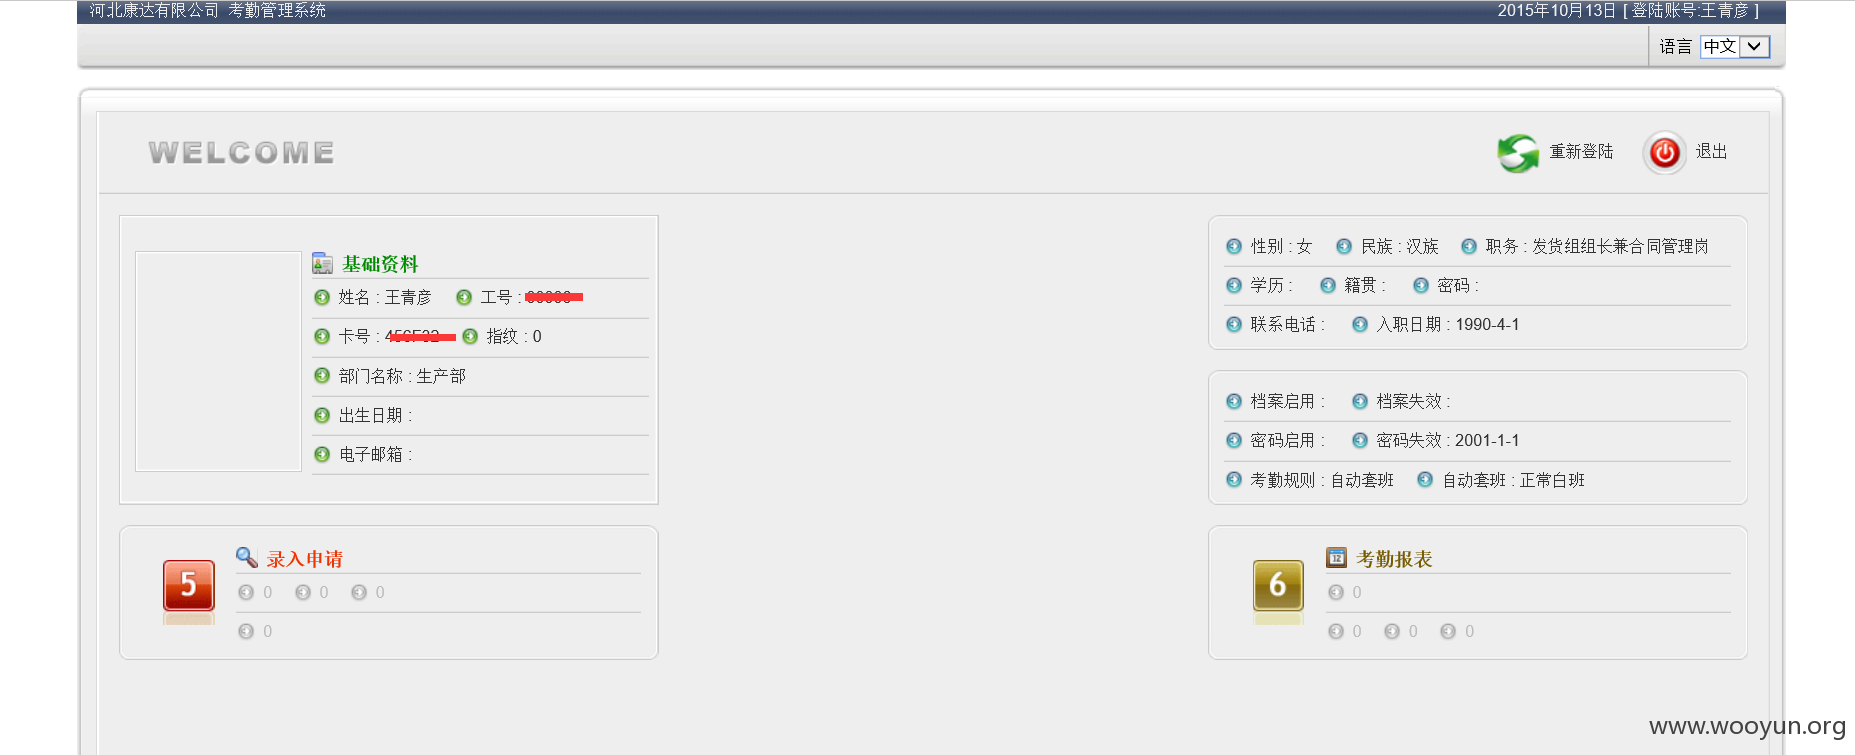 河北康达有限公司 考勤管理系统
2015年10月13日 [ 登陆账号:王青彦 ]
语言 中文
WELCOME
重新登陆 退出
基础资料
姓名 : 王青彦 工号 :
卡号 : 指纹 : 0
部门名称 : 生产部
出生日期 :
电子邮箱 :
性别 : 女 民族 : 汉族 职务 : 发货组组长兼合同管理岗
学历 : 籍贯 : 密码 :
联系电话 : 入职日期 : 1990-4-1
档案启用 : 档案失效 :
密码启用 : 密码失效 : 2001-1-1
考勤规则 : 自动套班 自动套班 : 正常白班
5
录入申请
0 0 0
0
6
12
考勤报表
0
0 0 0
www.wooyun.org